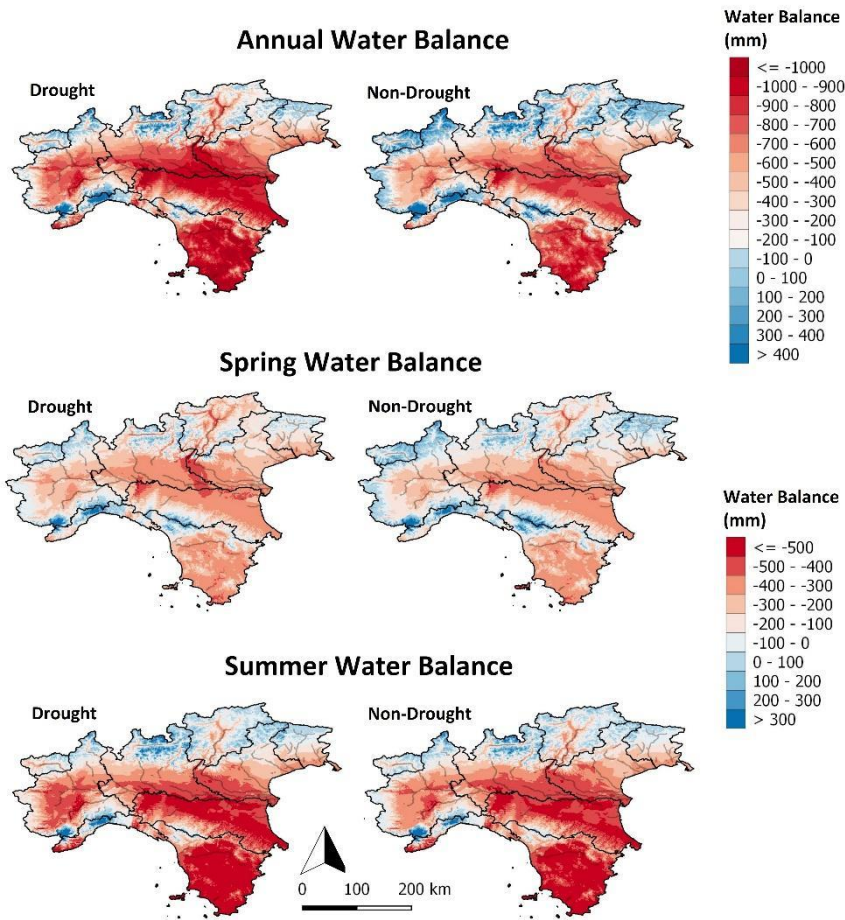 Annual Water Balance
Drought
Non-Drought
Water Balance
(mm)
<= -1000
-1000 - -900
-900 - -800
-800 - -700
-700 - -600
-600 - -500
-500 - -400
-400 - -300
-300 - -200
-200 - -100
-100 - 0
0 - 100
100 - 200
200 - 300
300 - 400
> 400
Spring Water Balance
Drought
Non-Drought
Water Balance
(mm)
<= -500
-500 - -400
-400 - -300
-300 - -200
-200 - -100
-100 - 0
0 - 100
100 - 200
200 - 300
> 300
Summer Water Balance
Drought
Non-Drought
0 100 200 km